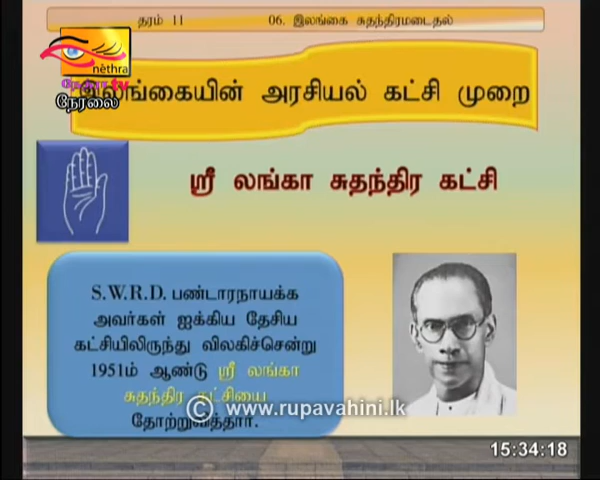 தரம் 11 06. இலங்கை சுதந்திரமடைதல்
nethra
நேத்ரா tv
நேரலை
இலங்கையின் அரசியல் கட்சி முறை
ஸ்ரீ லங்கா சுதந்திர கட்சி
S.W.R.D. பண்டாரநாயக்க
அவர்கள் ஐக்கிய தேசிய
கட்சியிலிருந்து விலகிச்சென்று
1951ம் ஆண்டு ஸ்ரீ லங்கா
சுதந்திர கட்சியை
தோற்றுவித்தார்.
© www.rupavahini.lk
15:34:18